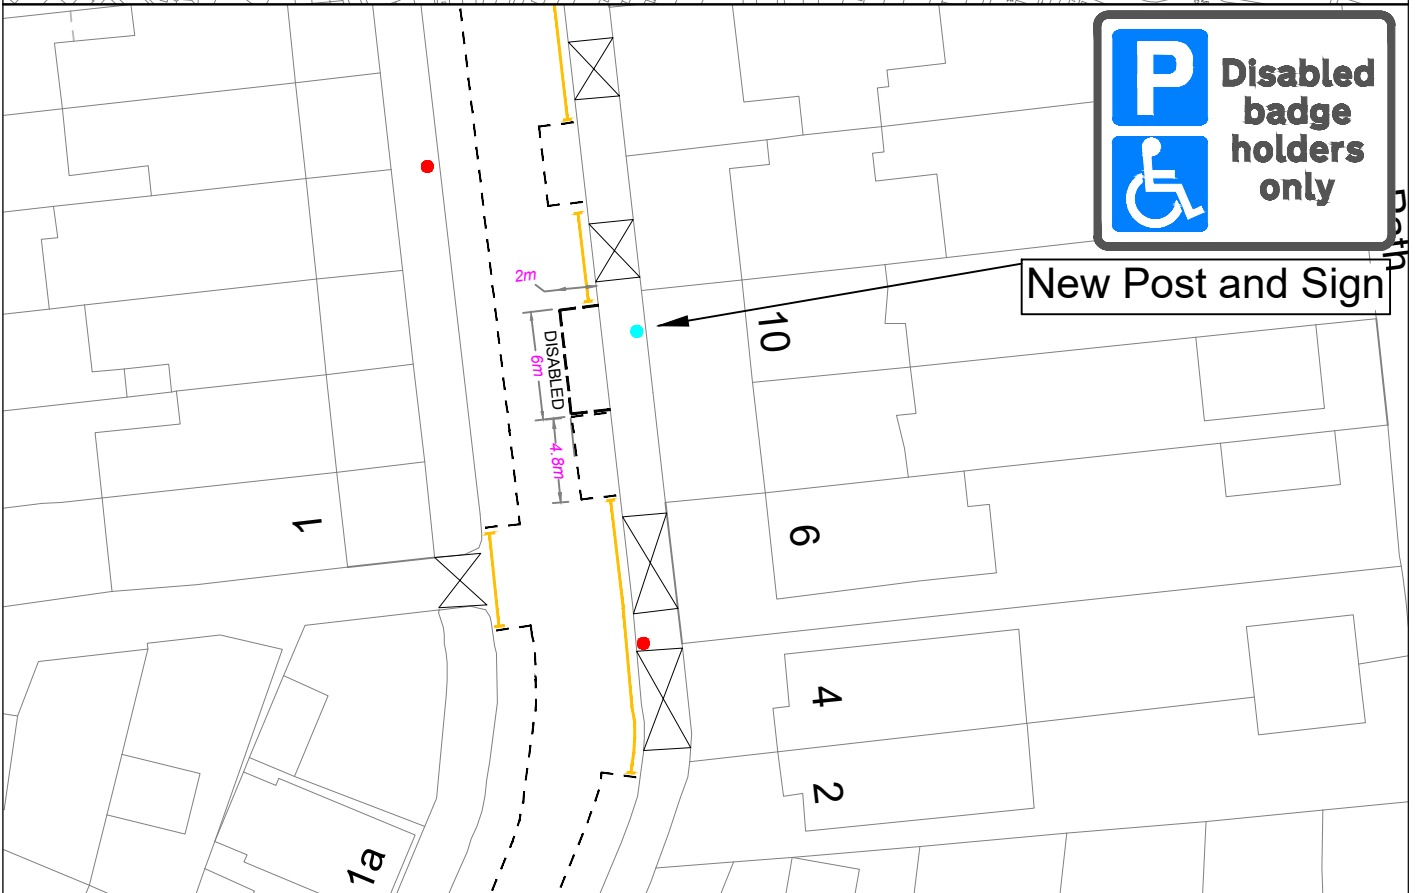 P
Disabled
badge
holders
only
Path
New Post and Sign
2m
10
DISABLED
6m
4.8m
1
6
4
2
1a